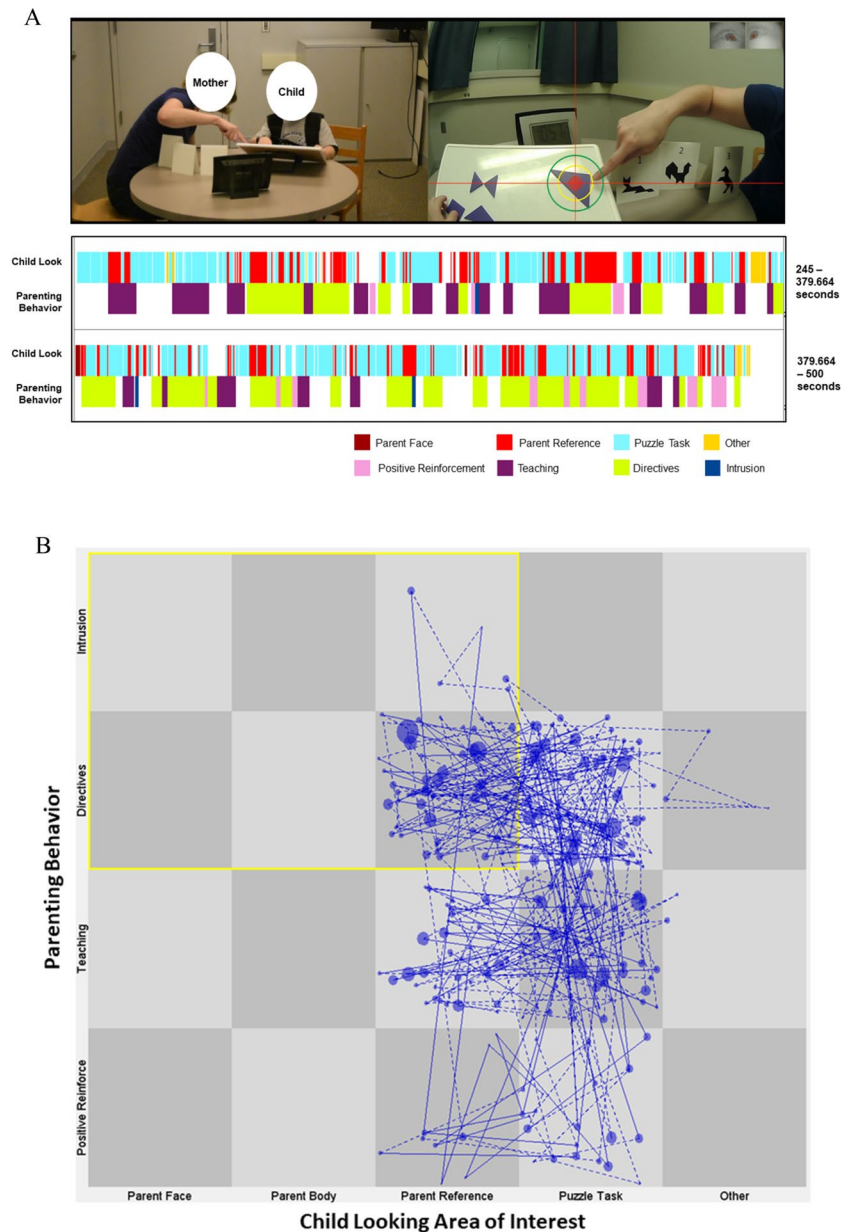 A
Mother
Child
1
2
3
Child Look
Parenting
Behavior
245 –
379.664
seconds
Child Look
Parenting
Behavior
379.664
– 500
seconds
Parent Face
Parent Reference
Puzzle Task
Other
Positive Reinforcement
Teaching
Directives
Intrusion
B
Parenting Behavior
Intrusion
Directives
Teaching
Positive Reinforce
Parent Face
Parent Body
Parent Reference
Puzzle Task
Other
Child Looking Area of Interest